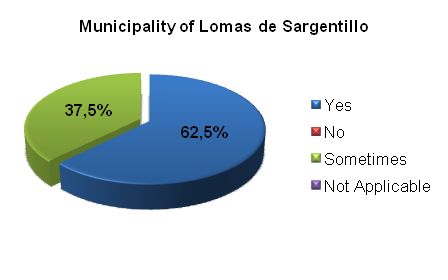 Municipality of Lomas de Sargentillo
37,5%
62,5%
Yes
No
Sometimes
Not Applicable